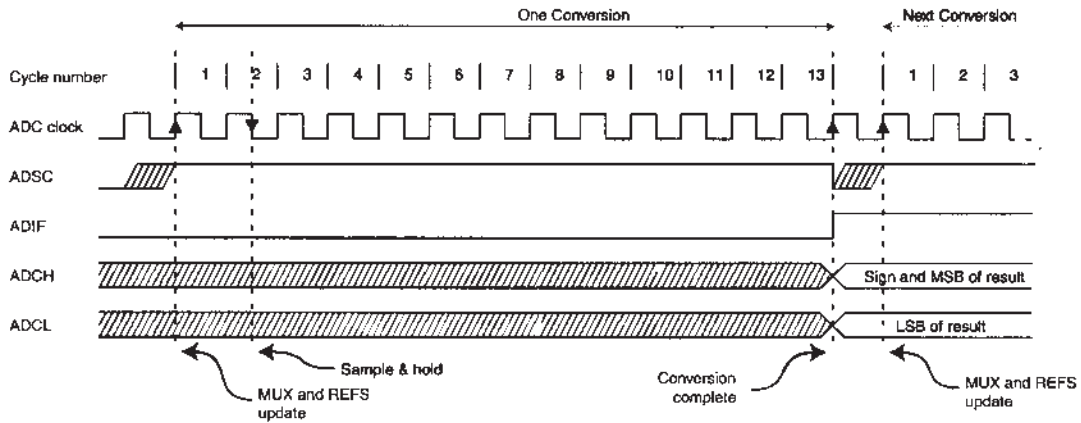 One Conversion
Next Conversion
Cycle number 1 2 3 4 5 6 7 8 9 10 11 12 13 1 2 3
ADC clock
ADSC
ADIF
ADCH
Sign and MSB of result
ADCL
LSB of result
Sample & hold
MUX and REFS
update
Conversion
complete
MUX and REFS
update